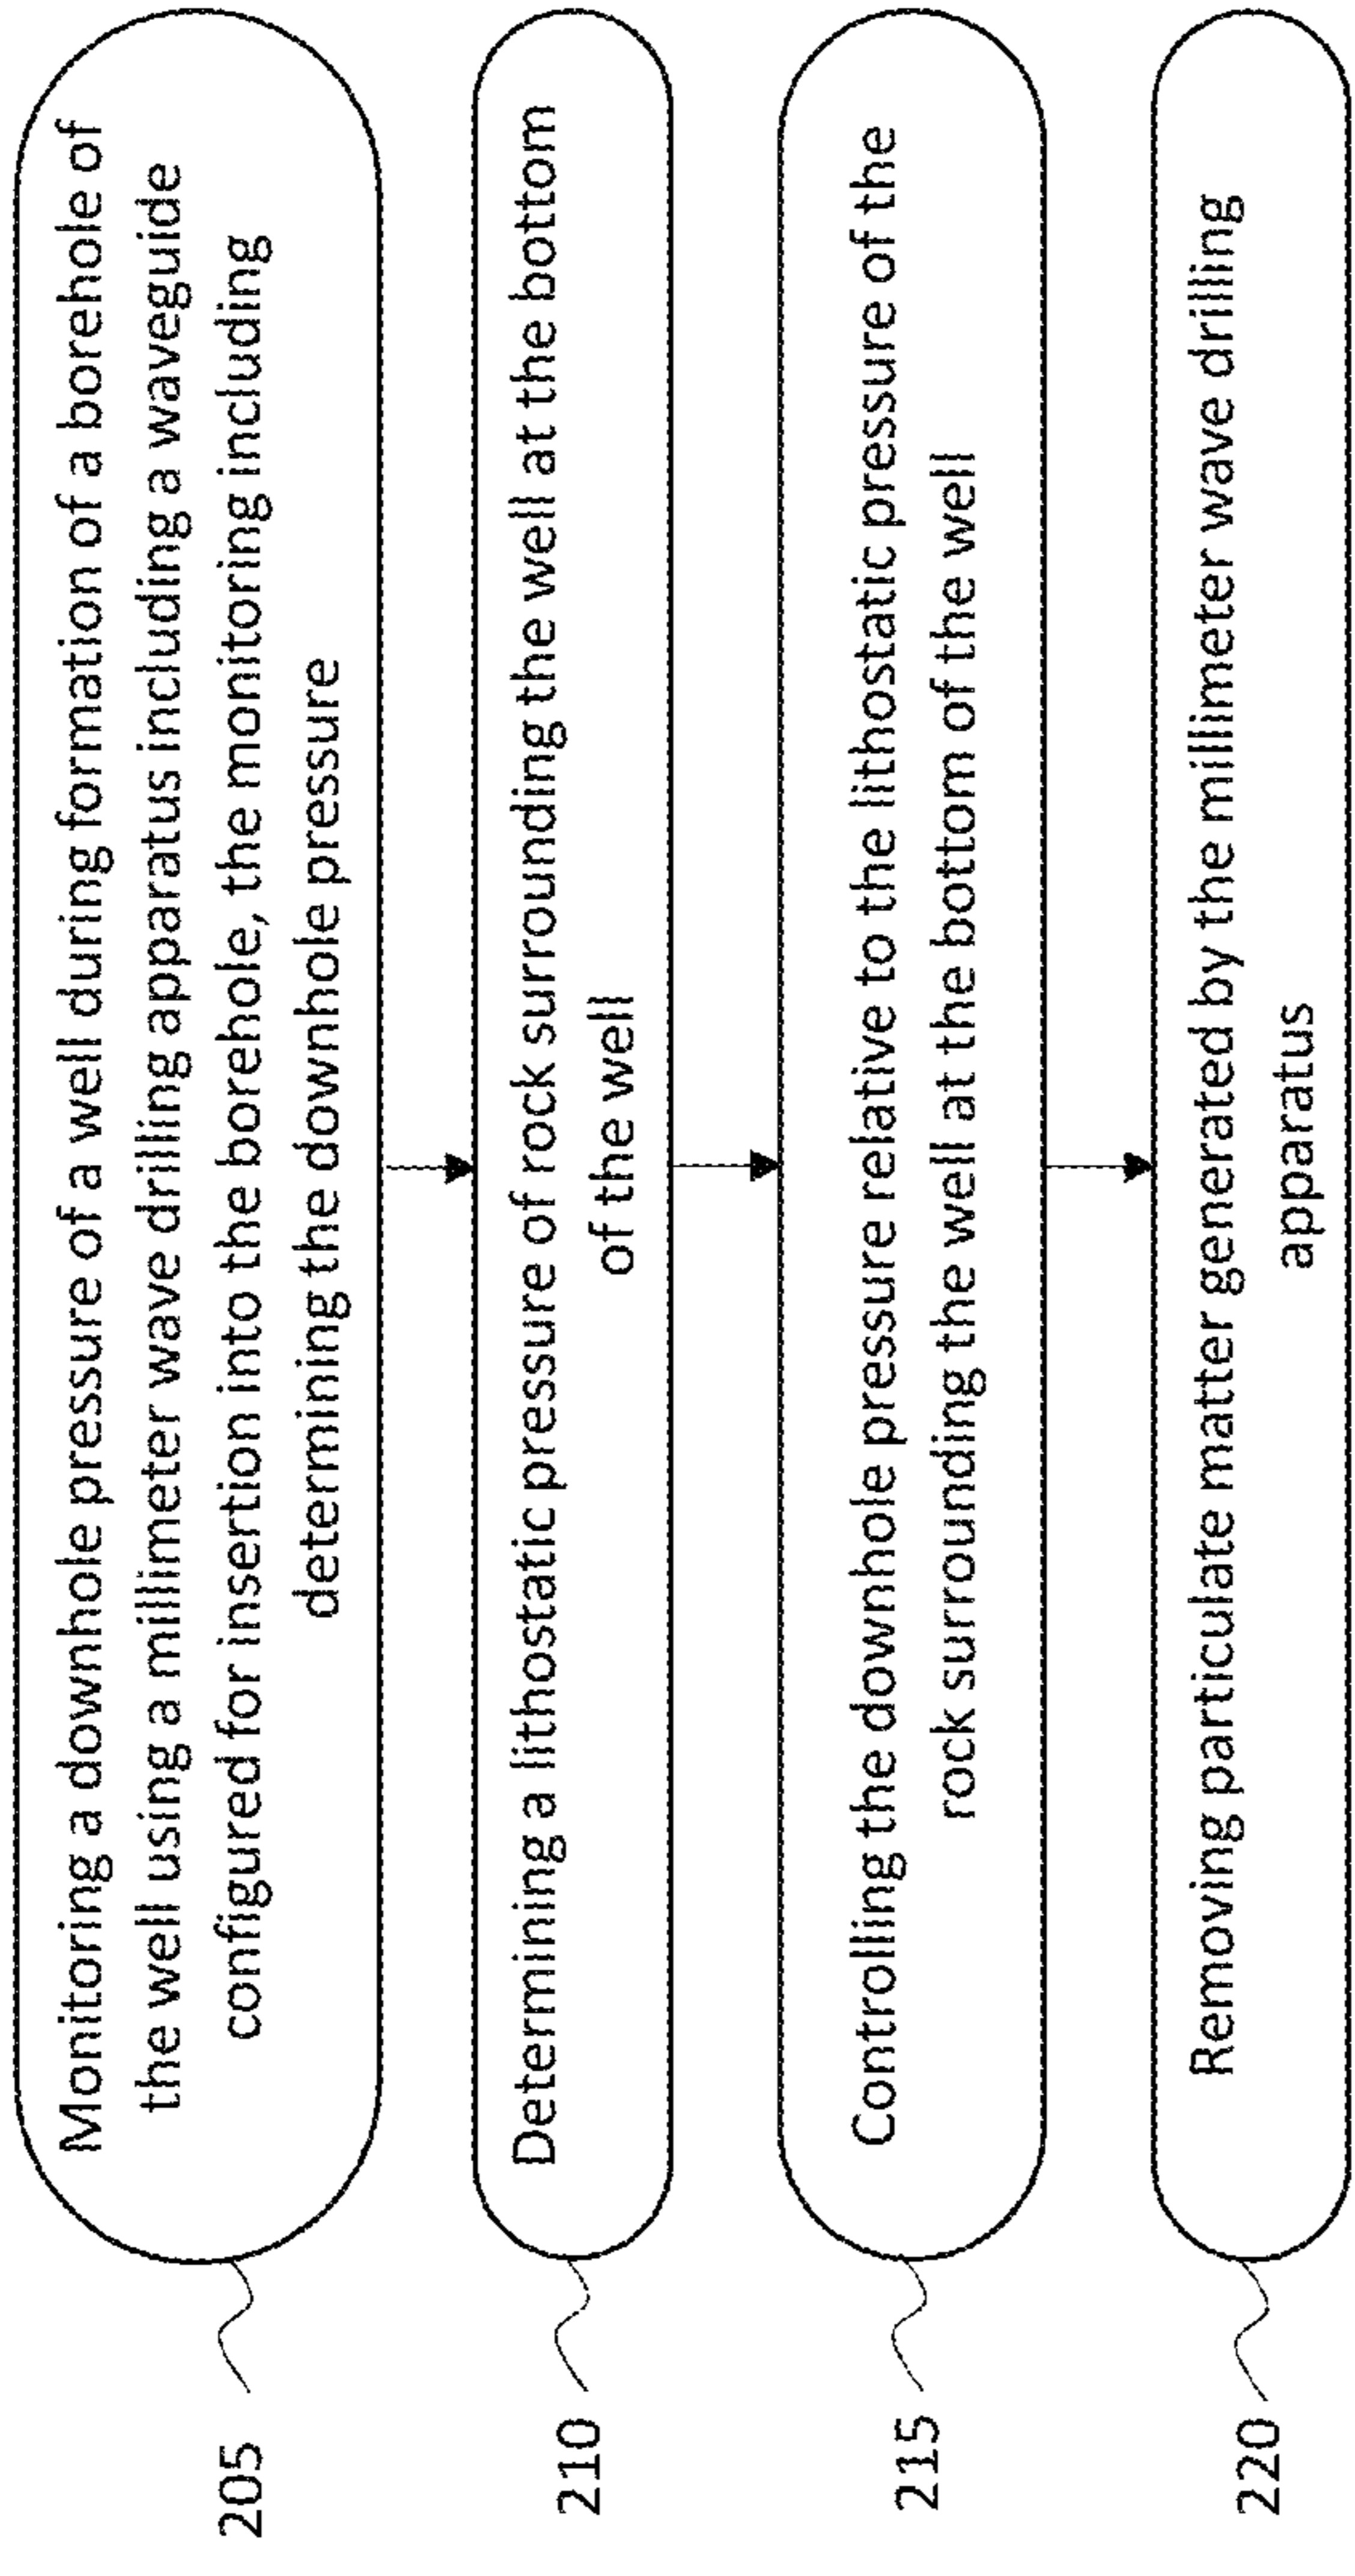 205
Monitoring a downhole pressure of a well during formation of a borehole of
the well using a millimeter wave drilling apparatus including a waveguide
configured for insertion into the borehole, the monitoring including
determining the downhole pressure
210
Determining a lithostatic pressure of rock surrounding the well at the bottom
of the well
215
Controlling the downhole pressure relative to the lithostatic pressure of the
rock surrounding the well at the bottom of the well
220
Removing particulate matter generated by the millimeter wave drilling
apparatus